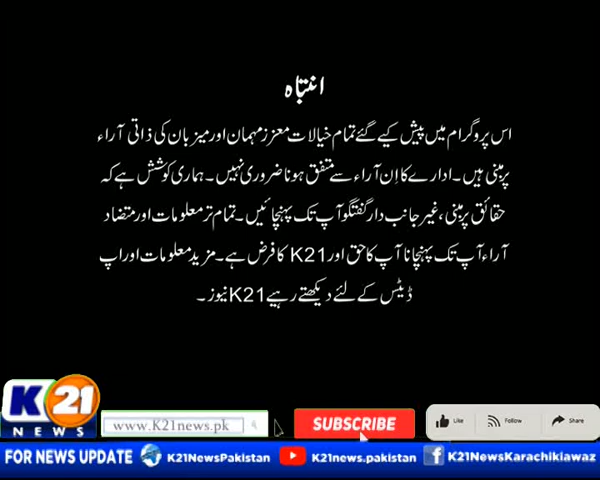 انتباہ
اس پروگرام میں پیش کیے گئے تمام خیالات معزز مہمان اور میزبان کی ذاتی آراء
پر مبنی ہیں۔ ادارے کا اِن آراء سے متفق ہونا ضروری نہیں۔ ہماری کوشش ہے کہ
حقائق پر مبنی، غیر جانب دار گفتگو آپ تک پہنچائیں۔ تمام تر معلومات اور متضاد
آراء آپ تک پہنچانا آپ کا حق اور K21 کا فرض ہے۔ مزید معلومات اور اپ
ڈیٹس کے لئے دیکھتے رہیے K21 نیوز۔
K21
NEWS
www.K21news.pk
SUBSCRIBE
Like
Follow
Share
FOR NEWS UPDATE
K21NewsPakistan
K21news.pakistan
K21NewsKarachikiawaz